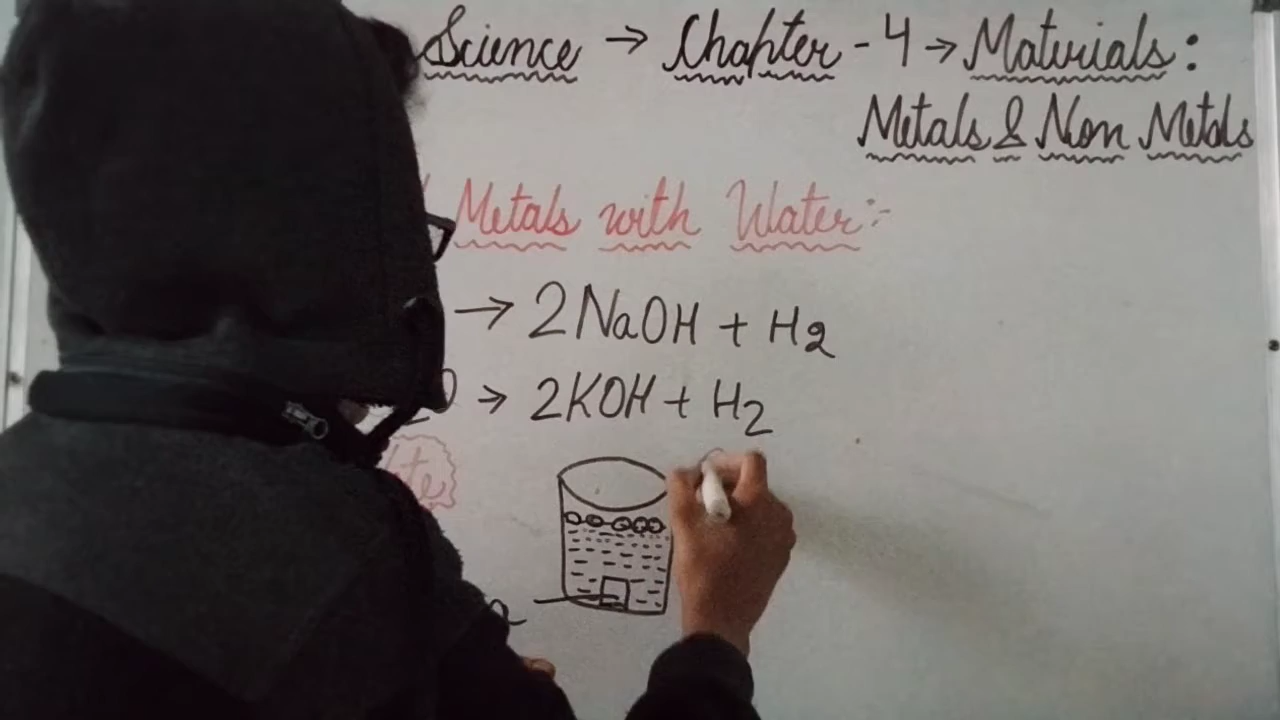 Science → Chapter - 4 → Materials:
Metals & Non Metals
Metals with Water:-
→ 2NaOH + H2
→ 2KOH + H2